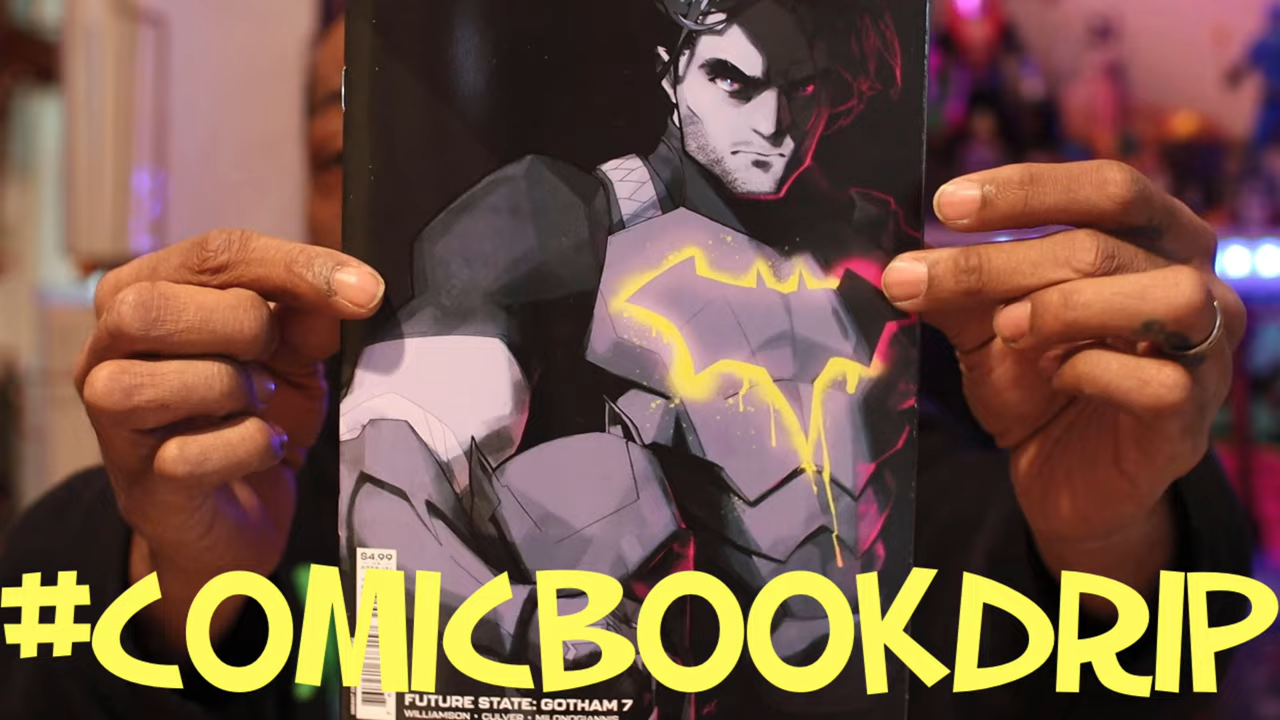 $4.99
#COMICBOOKDRIP
FUTURE STATE: GOTHAM 7
WILLIAMSON • CULVER • MILONOGIANNIS